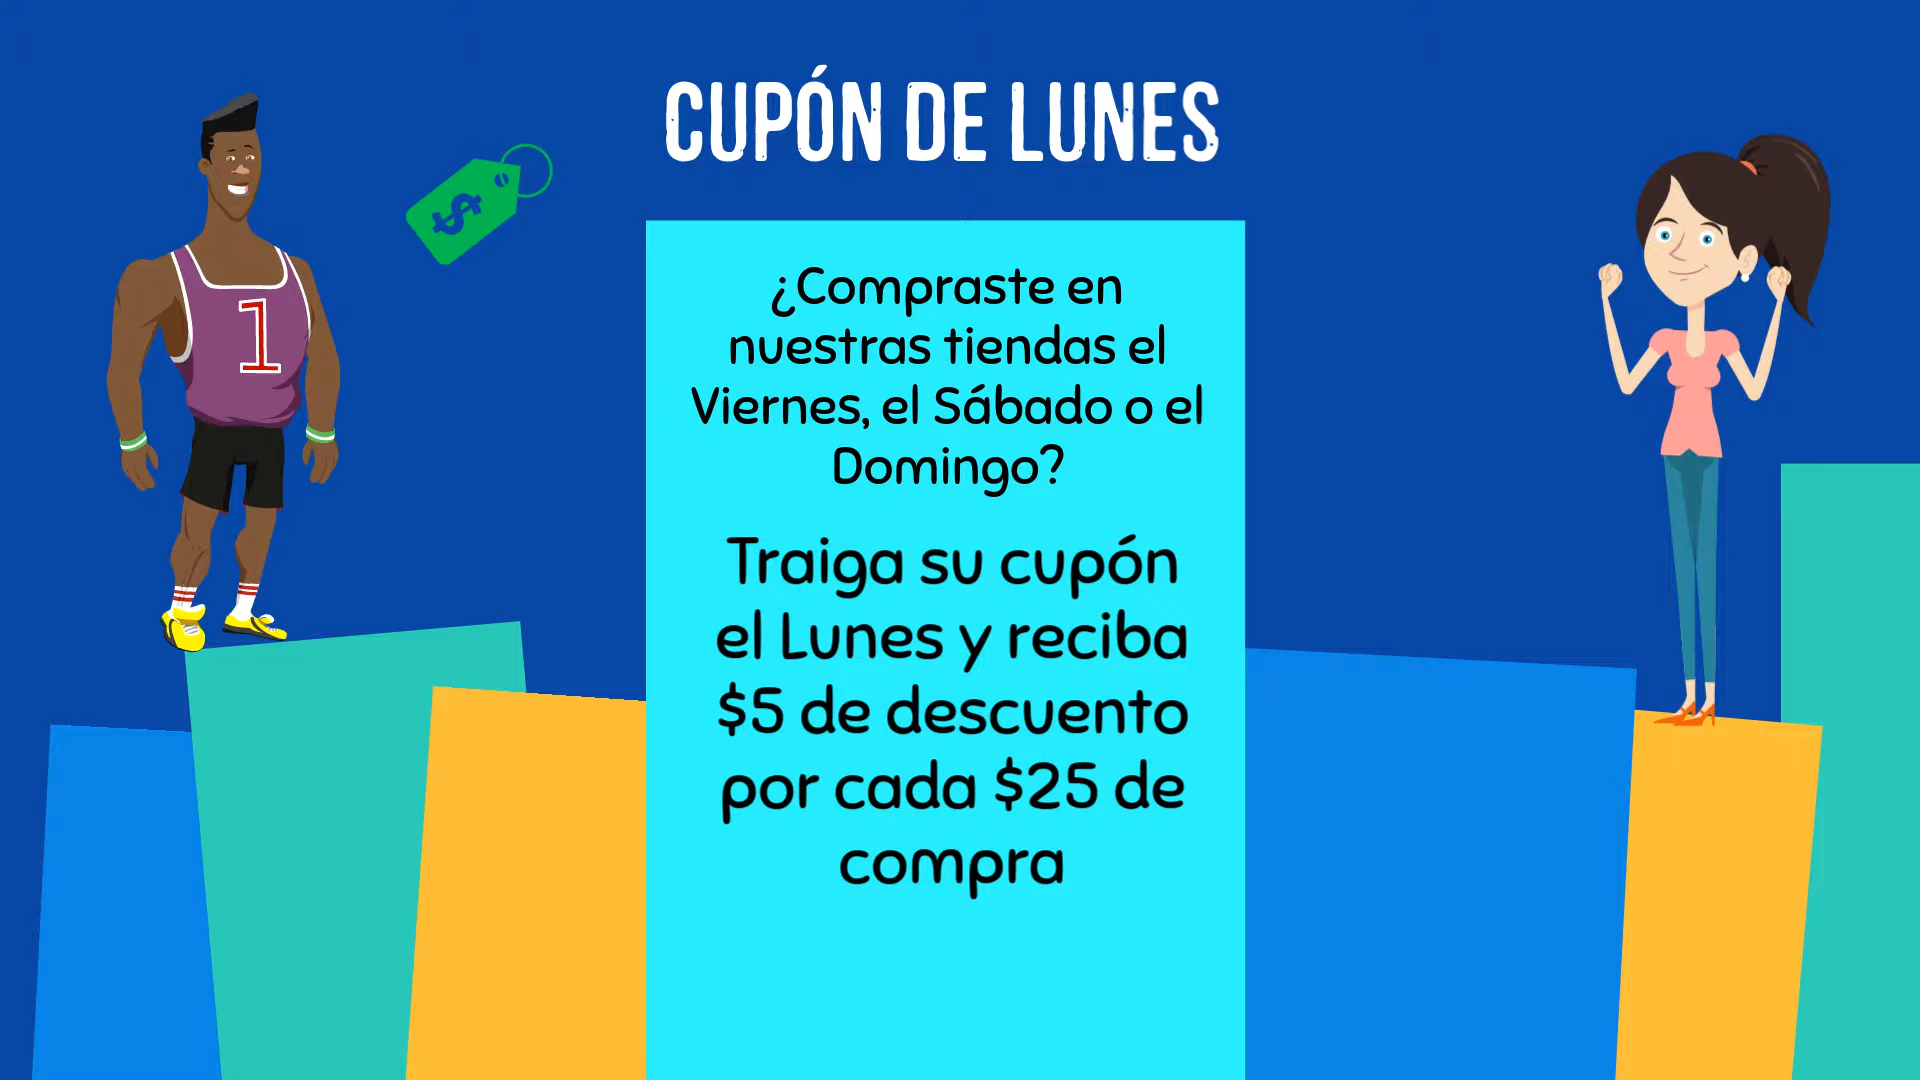 CUPÓN DE LUNES
$
1
¿Compraste en
nuestras tiendas el
Viernes, el Sábado o el
Domingo?
Traiga su cupón
el Lunes y reciba
$5 de descuento
por cada $25 de
compra